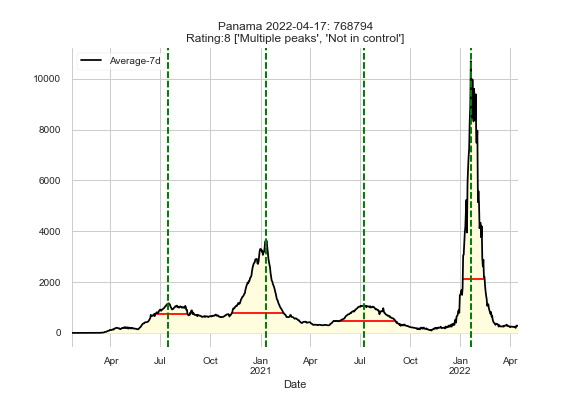 Panama 2022-04-17: 768794
Rating:8 ['Multiple peaks', 'Not in control']
Average-7d
10000
8000
6000
4000
2000
0
Apr
Jul
Oct
Jan
2021
Apr
Jul
Oct
Jan
2022
Apr
Date